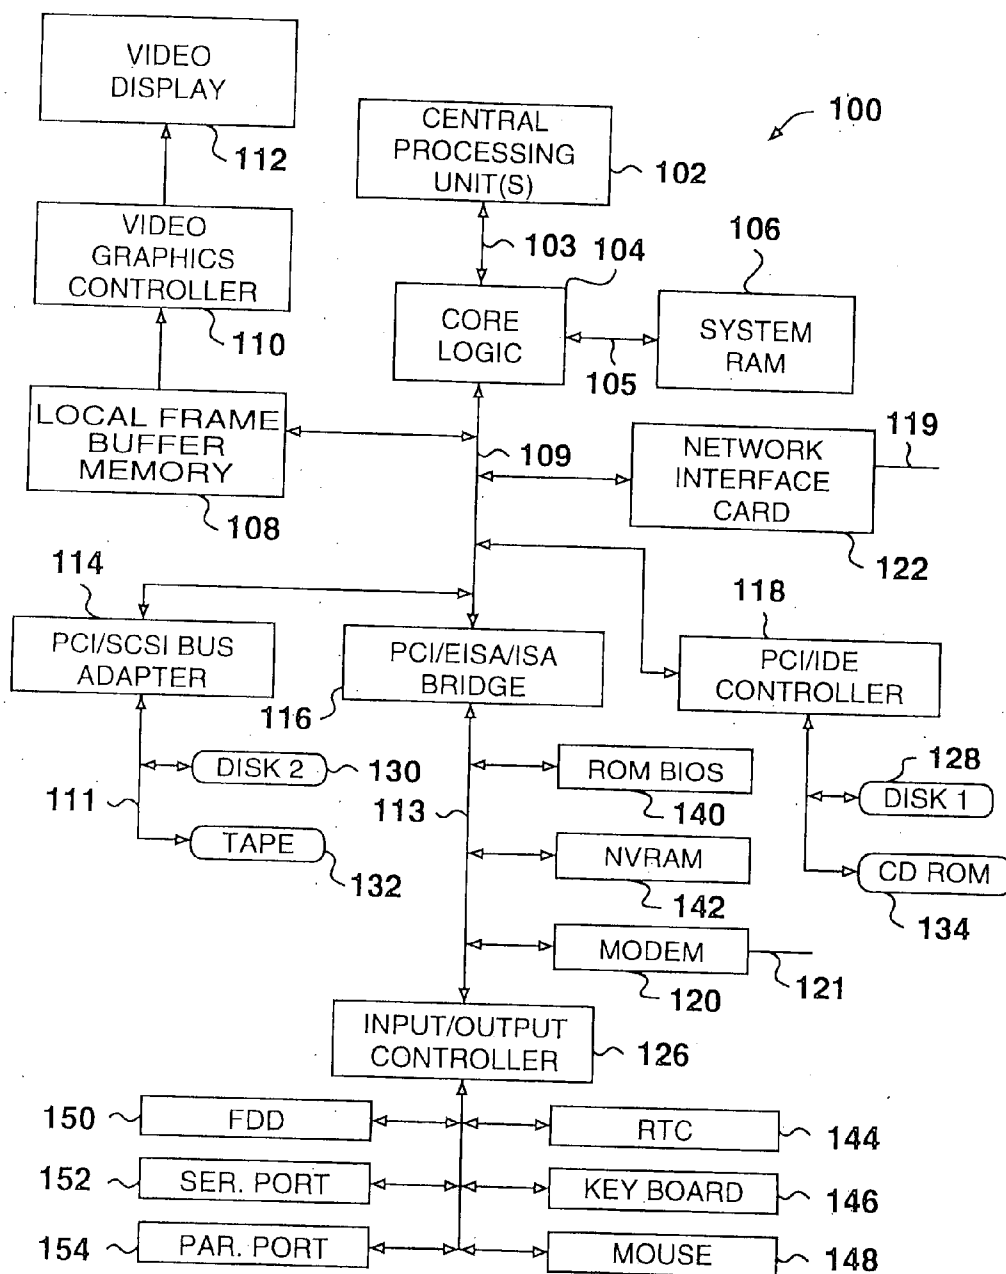 VIDEO
DISPLAY
112
CENTRAL
PROCESSING
UNIT(S)
102
100
VIDEO
GRAPHICS
CONTROLLER
110
103
104
106
CORE
LOGIC
105
SYSTEM
RAM
LOCAL FRAME
BUFFER
MEMORY
108
109
NETWORK
INTERFACE
CARD
119
122
114
PCI/SCSI BUS
ADAPTER
116
PCI/EISA/ISA
BRIDGE
118
PCI/IDE
CONTROLLER
111
DISK 2
130
TAPE
132
113
ROM BIOS
140
NVRAM
142
MODEM
120
121
128
DISK 1
CD ROM
134
INPUT/OUTPUT
CONTROLLER
126
150
FDD
RTC
144
152
SER. PORT
KEY BOARD
146
154
PAR. PORT
MOUSE
148